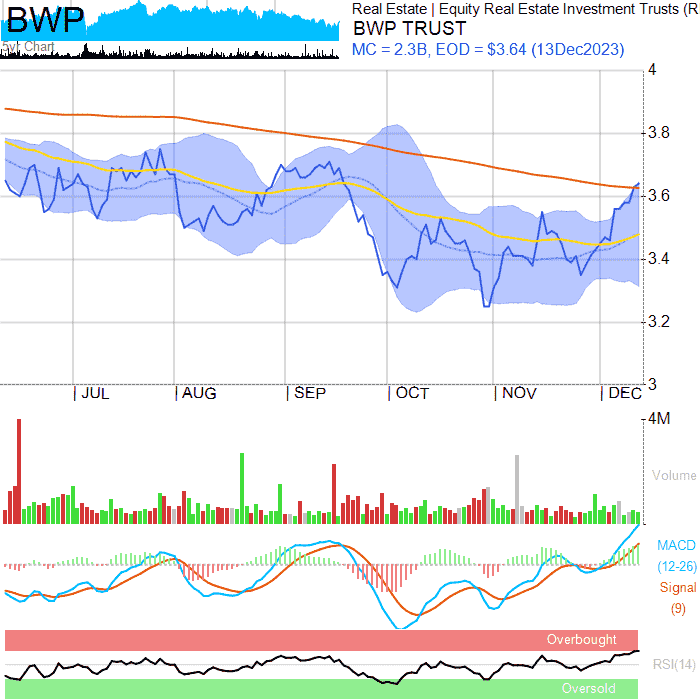 BWP
5yr Chart
Real Estate | Equity Real Estate Investment Trusts (R
BWP TRUST
MC = 2.3B, EOD = $3.64 (13Dec2023)
4
3.8
3.6
3.4
3.2
3
| JUL | AUG | SEP | OCT | NOV | DEC
4M
Volume
MACD
(12-26)
Signal
(9)
Overbought
RSI(14)
Oversold